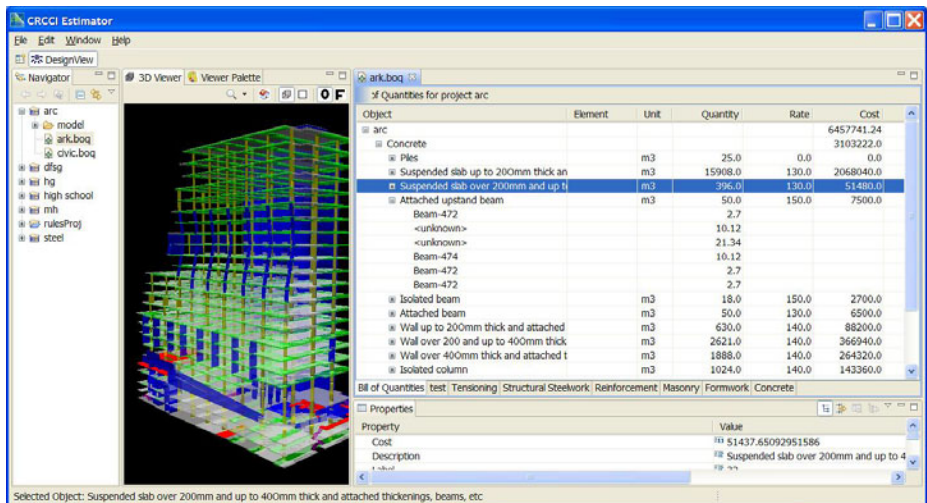 CRCCI Estimator
File Edit Window Help
DesignView
Navigator
3D Viewer Viewer Palette
ark.boq
O F
of Quantities for project arc
Object Element Unit Quantity Rate Cost
arc
model
ark.boq
civic.boq
dfsg
hg
high school
mh
rulesProj
steel
arc 6457741.24
Concrete 3103222.0
Piles m3 25.0 0.0 0.0
Suspended slab up to 200mm thick an m3 15908.0 130.0 2068040.0
Suspended slab over 200mm and up t m3 396.0 130.0 51480.0
Attached upstand beam m3 50.0 150.0 7500.0
Beam-472 2.7
<unknown> 10.12
<unknown> 21.34
Beam-474 10.12
Beam-472 2.7
Beam-472 2.7
Isolated beam m3 18.0 150.0 2700.0
Attached beam m3 50.0 130.0 6500.0
Wall up to 200mm thick and attached m3 630.0 140.0 88200.0
Wall over 200 and up to 400mm thick m3 2621.0 140.0 366940.0
Wall over 400mm thick and attached t m3 1888.0 140.0 264320.0
Isolated column m3 1024.0 140.0 143360.0
Bill of Quantities test Tensioning Structural Steelwork Reinforcement Masonry Formwork Concrete
Properties
Property Value
Cost 51437.65092951586
Description Suspended slab over 200mm and up to 4
Selected Object: Suspended slab over 200mm and up to 400mm thick and attached thickenings, beams, etc